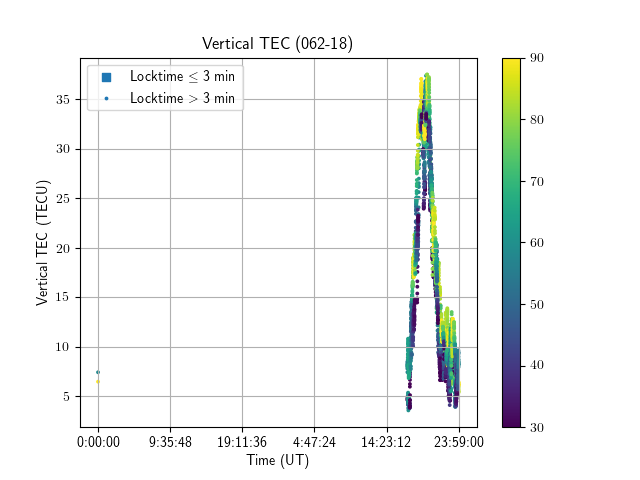 Vertical TEC (062-18)
Locktime ≤ 3 min
Locktime > 3 min
Vertical TEC (TECU)
35
30
25
20
15
10
5
0:00:00 9:35:48 19:11:36 4:47:24 14:23:12 23:59:00
Time (UT)
90
80
70
60
50
40
30